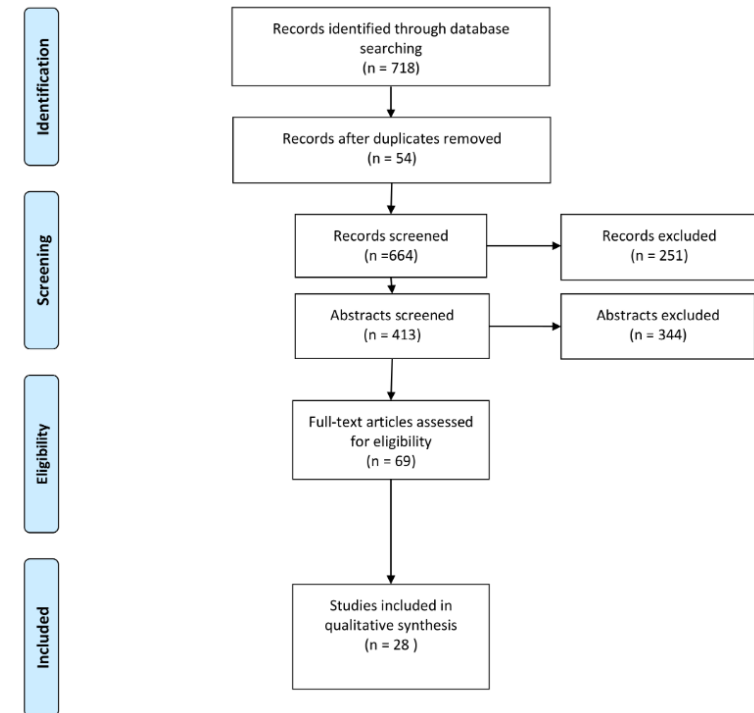 Identification
Records identified through database
searching
(n = 718)
Records after duplicates removed
(n = 54)
Screening
Records screened
(n =664)
Records excluded
(n = 251)
Abstracts screened
(n = 413)
Abstracts excluded
(n = 344)
Eligibility
Full-text articles assessed
for eligibility
(n = 69)
Included
Studies included in
qualitative synthesis
(n = 28 )